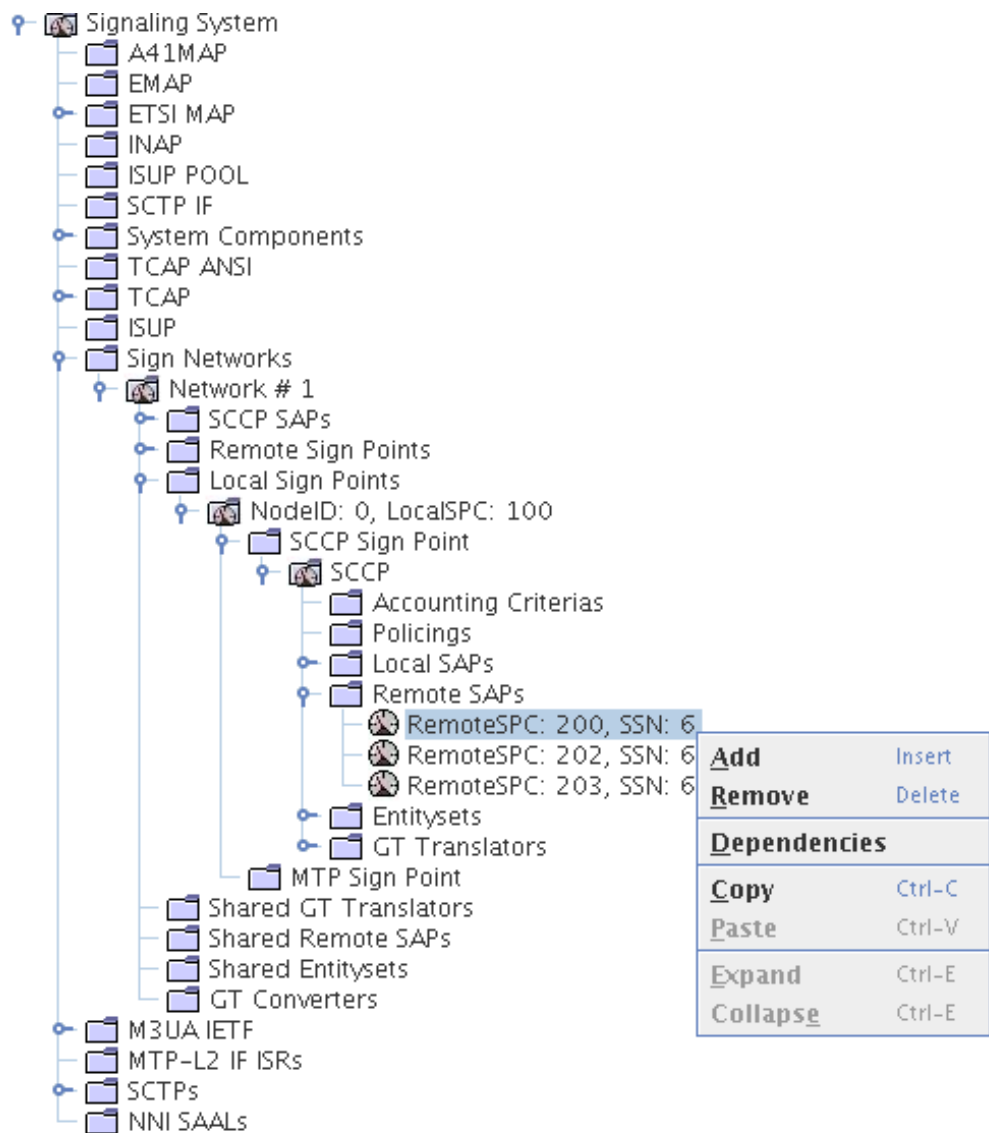 Signaling System
A41MAP
EMAP
ETSI MAP
INAP
ISUP POOL
SCTP IF
System Components
TCAP ANSI
TCAP
ISUP
Sign Networks
Network # 1
SCCP SAPs
Remote Sign Points
Local Sign Points
NodeID: 0, LocalSPC: 100
SCCP Sign Point
SCCP
Accounting Criterias
Policings
Local SAPs
Remote SAPs
RemoteSPC: 200, SSN: 6
RemoteSPC: 202, SSN: 6
RemoteSPC: 203, SSN: 6
Entitysets
GT Translators
MTP Sign Point
Shared GT Translators
Shared Remote SAPs
Shared Entitysets
GT Converters
M3UA IETF
MTP-L2 IF ISRs
SCTPs
NNI SAALs
Add Insert
Remove Delete
Dependencies
Copy Ctrl-C
Paste Ctrl-V
Expand Ctrl-E
Collapse Ctrl-E